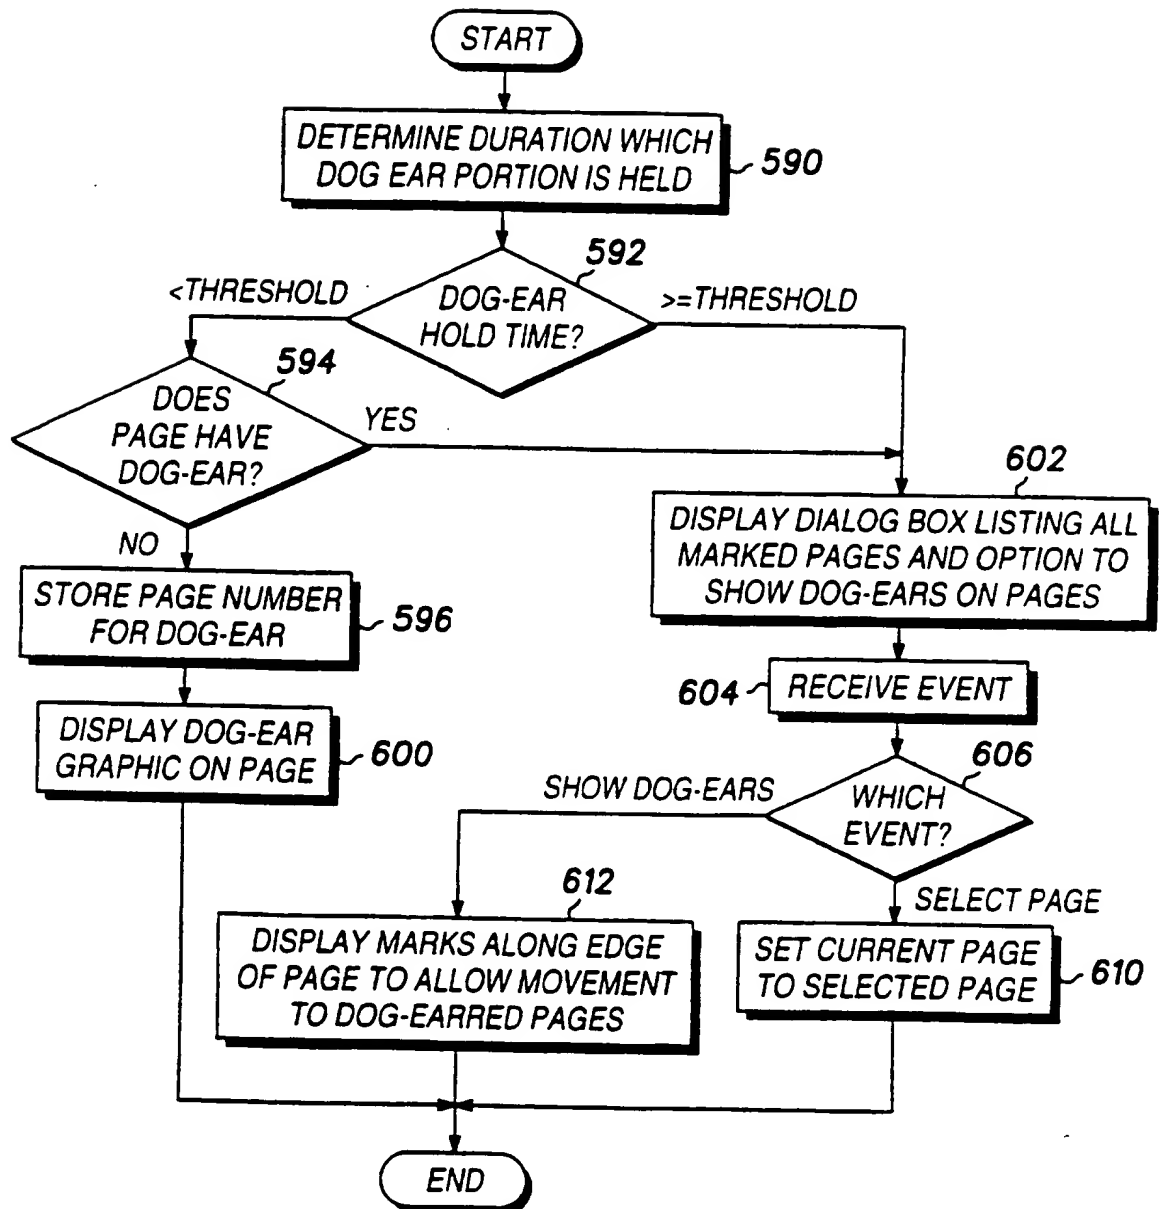 START
DETERMINE DURATION WHICH
DOG EAR PORTION IS HELD
590
592
<THRESHOLD
DOG-EAR
HOLD TIME?
>=THRESHOLD
594
DOES
PAGE HAVE
DOG-EAR?
YES
NO
602
DISPLAY DIALOG BOX LISTING ALL
MARKED PAGES AND OPTION TO
SHOW DOG-EARS ON PAGES
STORE PAGE NUMBER
FOR DOG-EAR
596
604
RECEIVE EVENT
DISPLAY DOG-EAR
GRAPHIC ON PAGE
600
606
SHOW DOG-EARS
WHICH
EVENT?
SELECT PAGE
612
DISPLAY MARKS ALONG EDGE
OF PAGE TO ALLOW MOVEMENT
TO DOG-EARRED PAGES
SET CURRENT PAGE
TO SELECTED PAGE
610
END